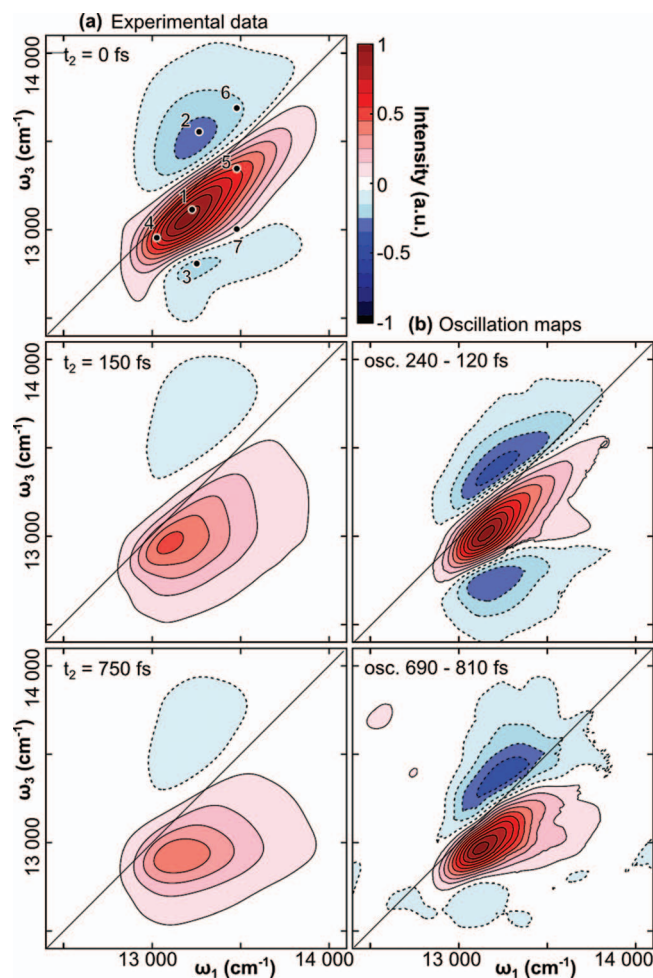 (a) Experimental data
t₂ = 0 fs
ω₃ (cm⁻¹)
14 000
13 000
1
2
3
4
5
6
7
1
0.5
0
-0.5
-1
Intensity (a.u.)
(b) Oscillation maps
t₂ = 150 fs
ω₃ (cm⁻¹)
14 000
13 000
osc. 240 - 120 fs
t₂ = 750 fs
ω₃ (cm⁻¹)
14 000
13 000
osc. 690 - 810 fs
13 000 14 000
ω₁ (cm⁻¹)
13 000 14 000
ω₁ (cm⁻¹)